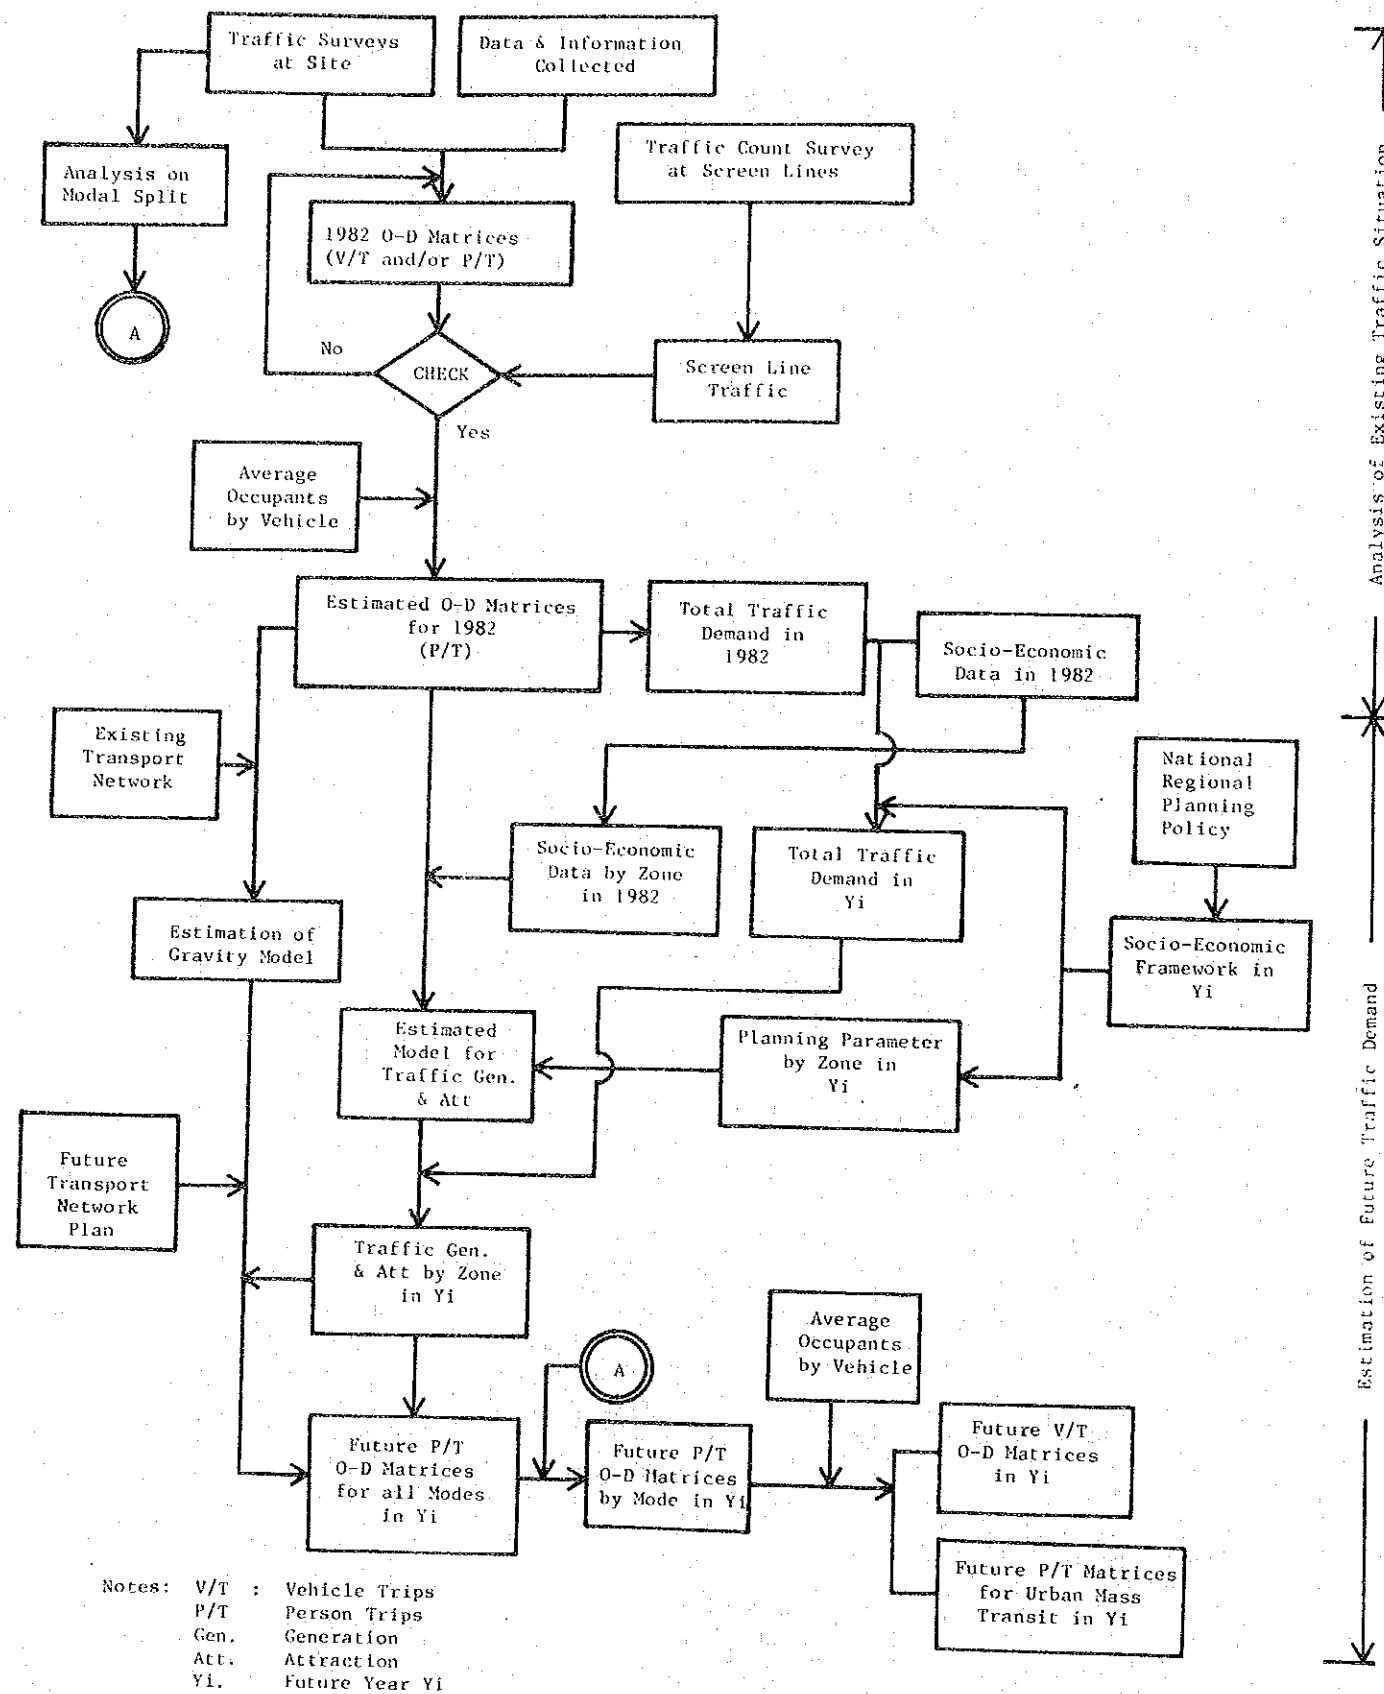 Traffic Surveys
at Site
Data & Information
Collected
Traffic Count Survey
at Screen Lines
Analysis on
Modal Split
1982 O-D Matrices
(V/T and/or P/T)
A
No
CHECK
Screen Line
Traffic
Yes
Average
Occupants
by Vehicle
Estimated O-D Matrices
for 1982
(P/T)
Total Traffic
Demand in
1982
Socio-Economic
Data in 1982
Analysis of Existing Traffic Situation
Existing
Transport
Network
National
Regional
Planning
Policy
Socio-Economic
Data by Zone
in 1982
Total Traffic
Demand in
Yi
Estimation of
Gravity Model
Socio-Economic
Framework in
Yi
Estimated
Model for
Traffic Gen.
& Att
Planning Parameter
by Zone in
Yi
Future
Transport
Network
Plan
Traffic Gen.
& Att by Zone
in Yi
Estimation of Future Traffic Demand
Average
Occupants
by Vehicle
A
Future P/T
O-D Matrices
for all Modes
in Yi
Future P/T
O-D Matrices
by Mode in Yi
Future V/T
O-D Matrices
in Yi
Future P/T Matrices
for Urban Mass
Transit in Yi
Notes: V/T : Vehicle Trips
P/T Person Trips
Gen. Generation
Att. Attraction
Yi. Future Year Yi